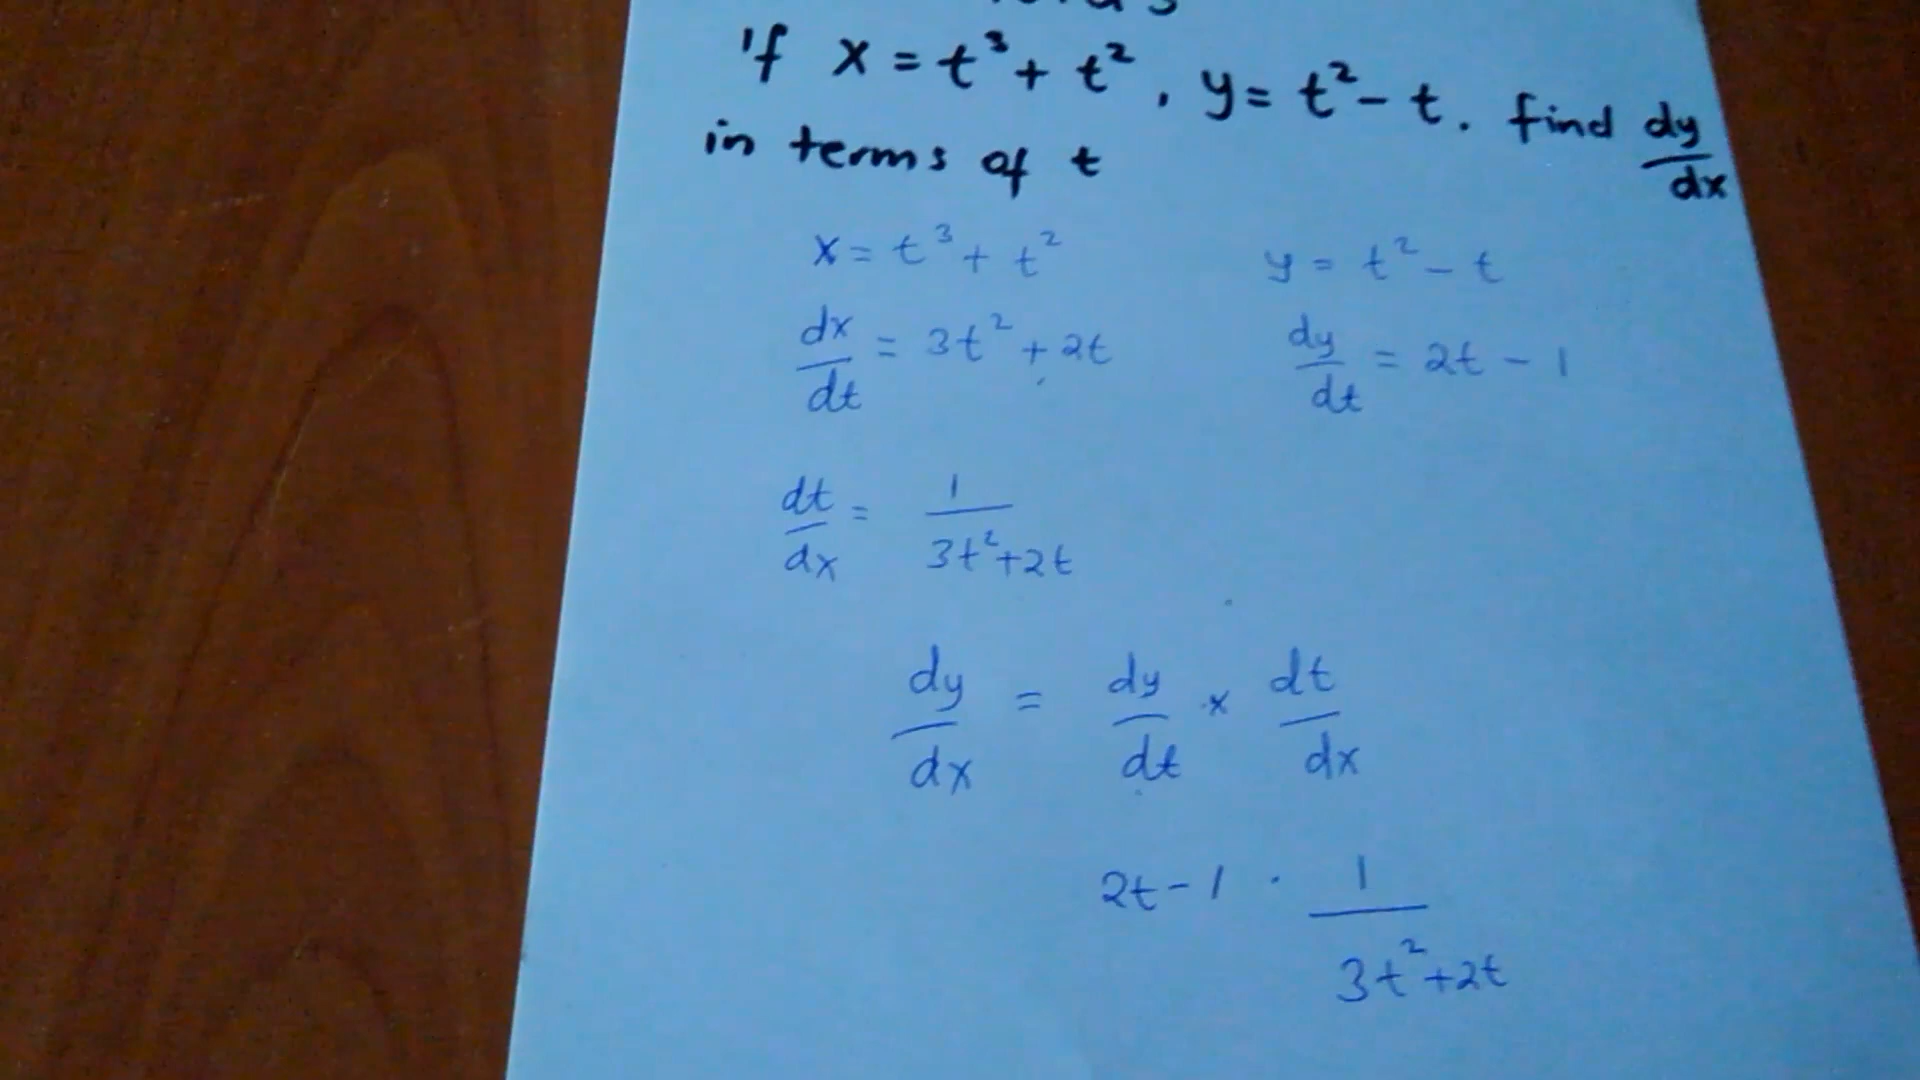 If x = t³ + t², y = t² - t. find dy/dx
in terms of t
x = t³ + t²
y = t² - t
dx/dt = 3t² + 2t
dy/dt = 2t - 1
dt/dx = 1/3t²+2t
dy/dx = dy/dt × dt/dx
2t - 1 · 1/3t²+2t